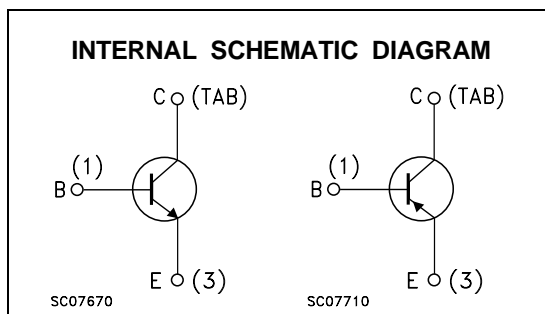 INTERNAL SCHEMATIC DIAGRAM
C (TAB)
C (TAB)
(1)
(1)
B
B
E (3)
E (3)
SC07670
SC07710